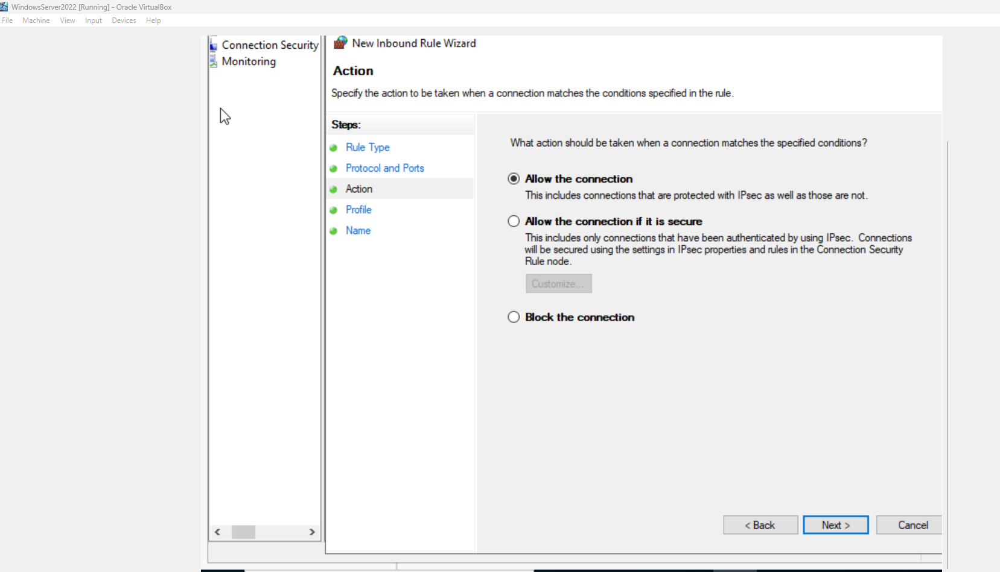 WindowsServer2022 [Running] - Oracle VirtualBox
File Machine View Input Devices Help
Connection Security
Monitoring
New Inbound Rule Wizard
Action
Specify the action to be taken when a connection matches the conditions specified in the rule.
Steps:
Rule Type
Protocol and Ports
Action
Profile
Name
What action should be taken when a connection matches the specified conditions?
Allow the connection
This includes connections that are protected with IPsec as well as those are not.
Allow the connection if it is secure
This includes only connections that have been authenticated by using IPsec. Connections
will be secured using the settings in IPsec properties and rules in the Connection Security
Rule node.
Customize...
Block the connection
< Back
Next >
Cancel